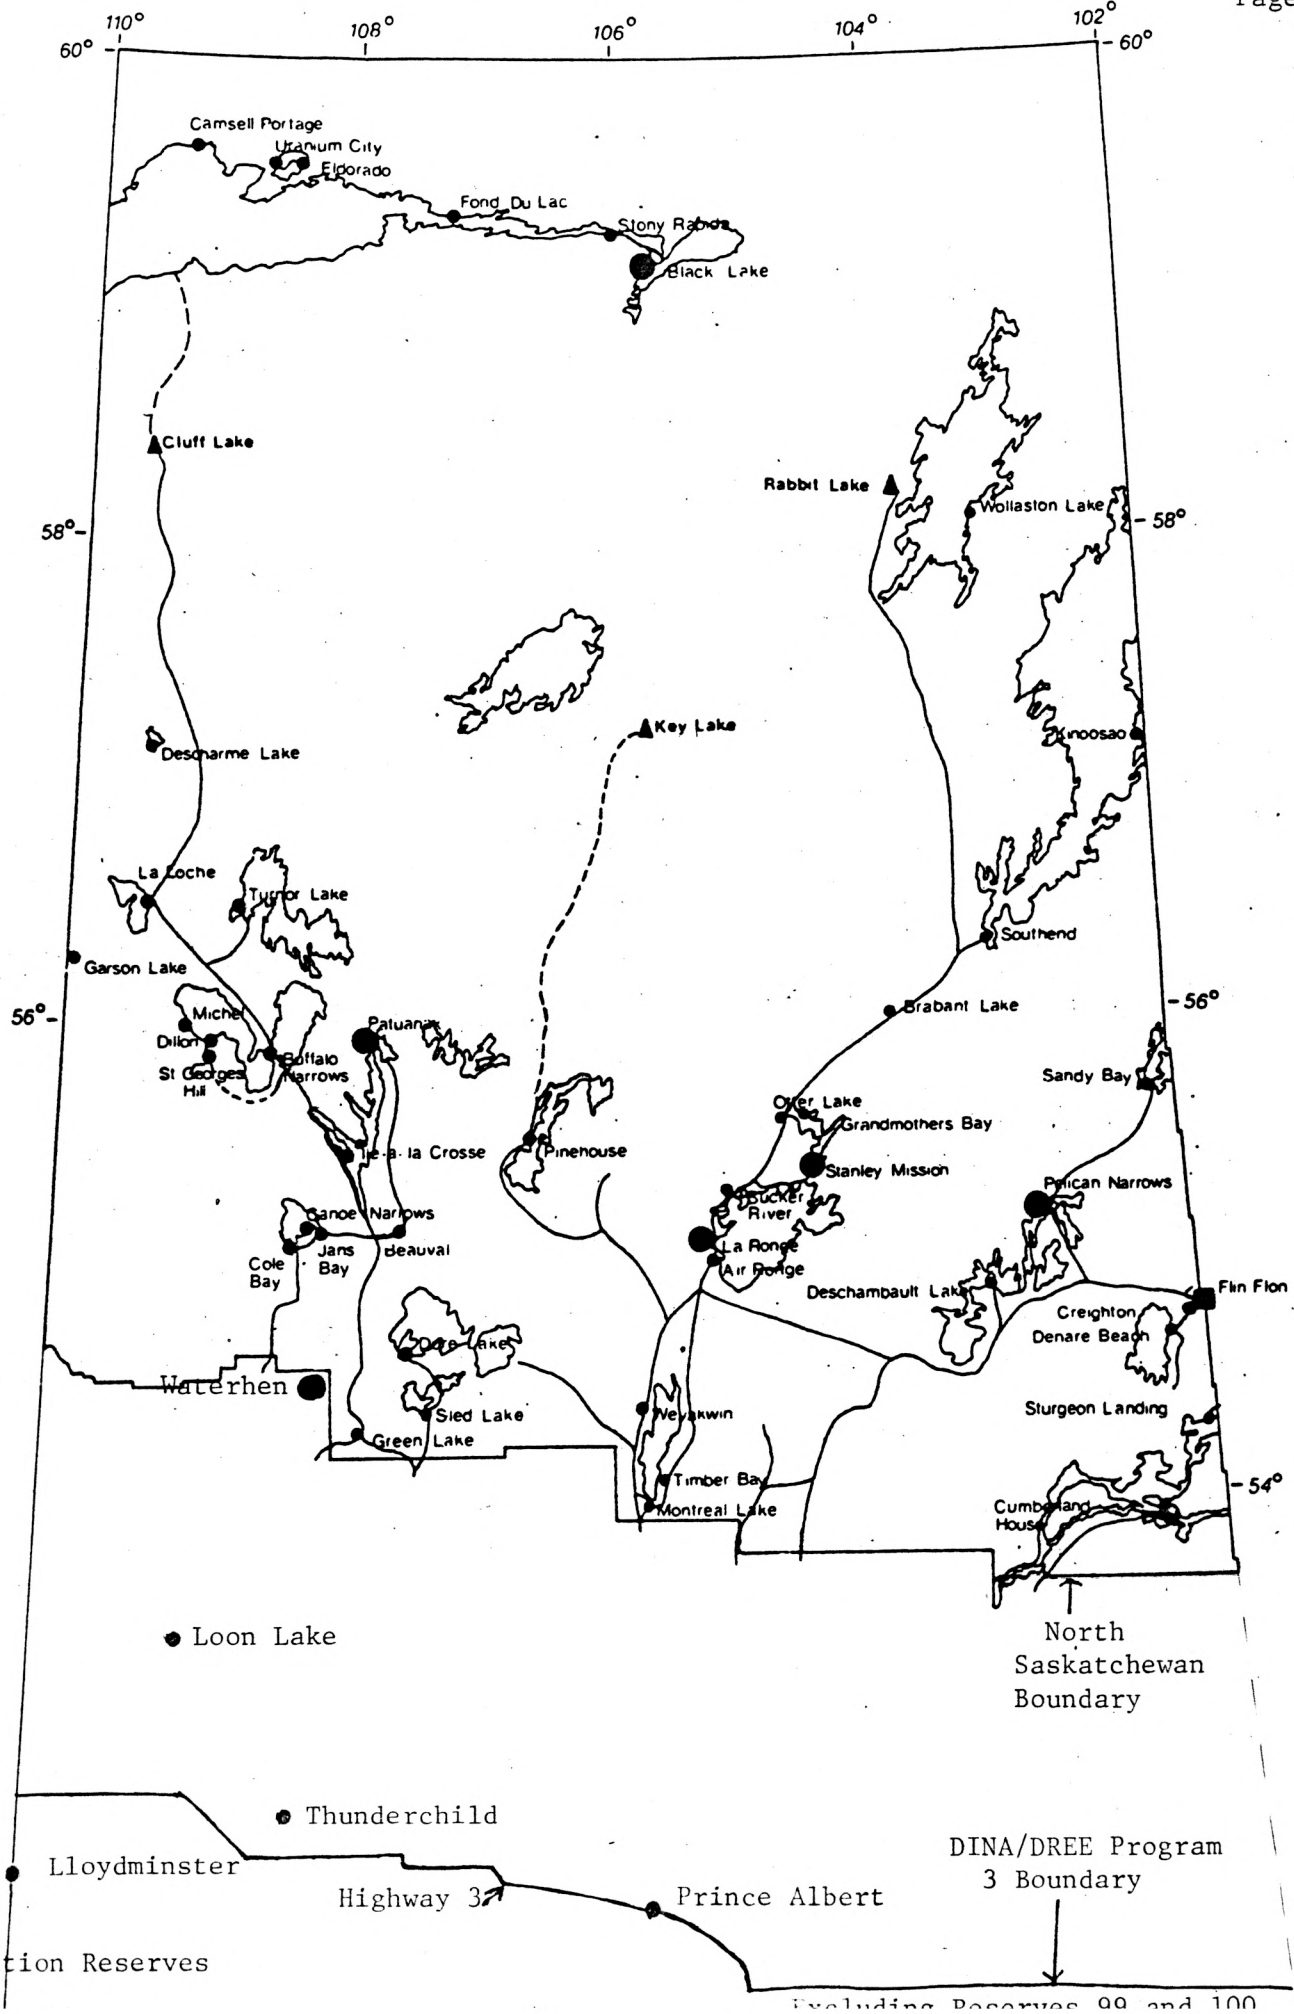 Page
110°
108°
106°
104°
102°
60°
60°
Camsell Portage
Uranium City
Eldorado
Fond Du Lac
Stony Rapids
Black Lake
Cluff Lake
Rabbit Lake
Wollaston Lake
58°
58°
Key Lake
Kinoosao
Descharme Lake
La Loche
Turnor Lake
Southend
Garson Lake
56°
56°
Brabant Lake
Michel
Patuanak
Dillon
Buffalo
Narrows
St Georges
Hill
Sandy Bay
Otter Lake
Grandmothers Bay
Ile-a-la Crosse
Pinehouse
Stanley Mission
Pelican Narrows
Sucker
River
Canoe Narrows
Jans
Bay
Beauval
Cole
Bay
La Ronge
Air Ronge
Deschambault Lake
Flin Flon
Creighton
Denare Beach
Dore Lake
Waterhen
Sled Lake
Weyakwin
Sturgeon Landing
Green Lake
Timber Bay
54°
Montreal Lake
Cumberland
House
Loon Lake
North
Saskatchewan
Boundary
Thunderchild
Lloydminster
Highway 3
Prince Albert
DINA/DREE Program
3 Boundary
tion Reserves
Excluding Reserves 99 and 100